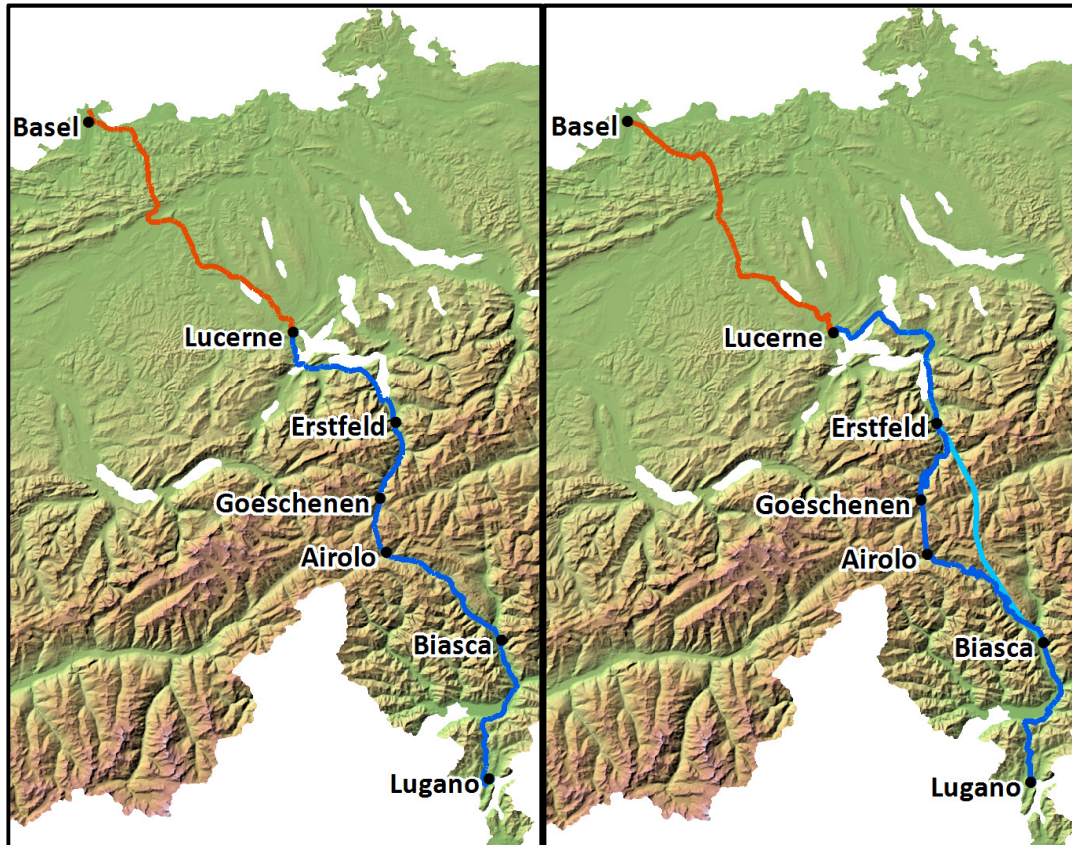 Basel
Lucerne
Erstfeld
Goeschenen
Airolo
Biasca
Lugano
Basel
Lucerne
Erstfeld
Goeschenen
Airolo
Biasca
Lugano